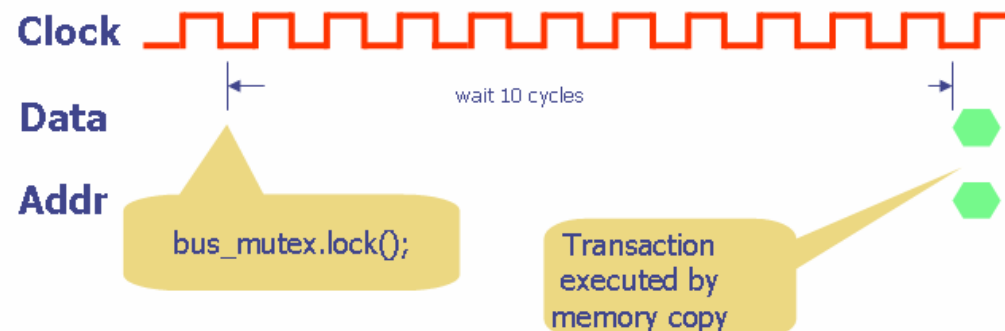 Clock
wait 10 cycles
Data
Addr
bus_mutex.lock();
Transaction
executed by
memory copy